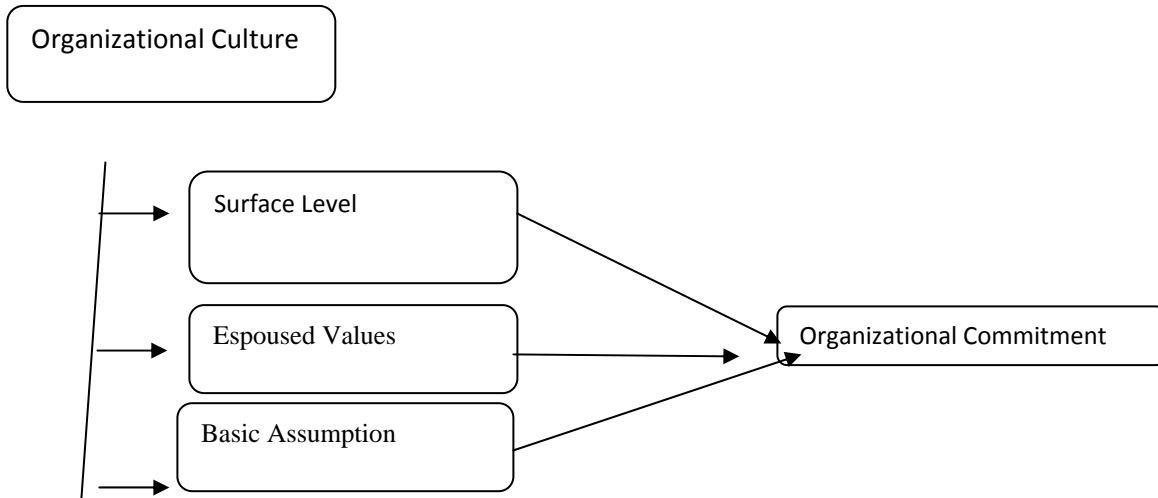 Organizational Culture
Surface Level
Espoused Values
Organizational Commitment
Basic Assumption